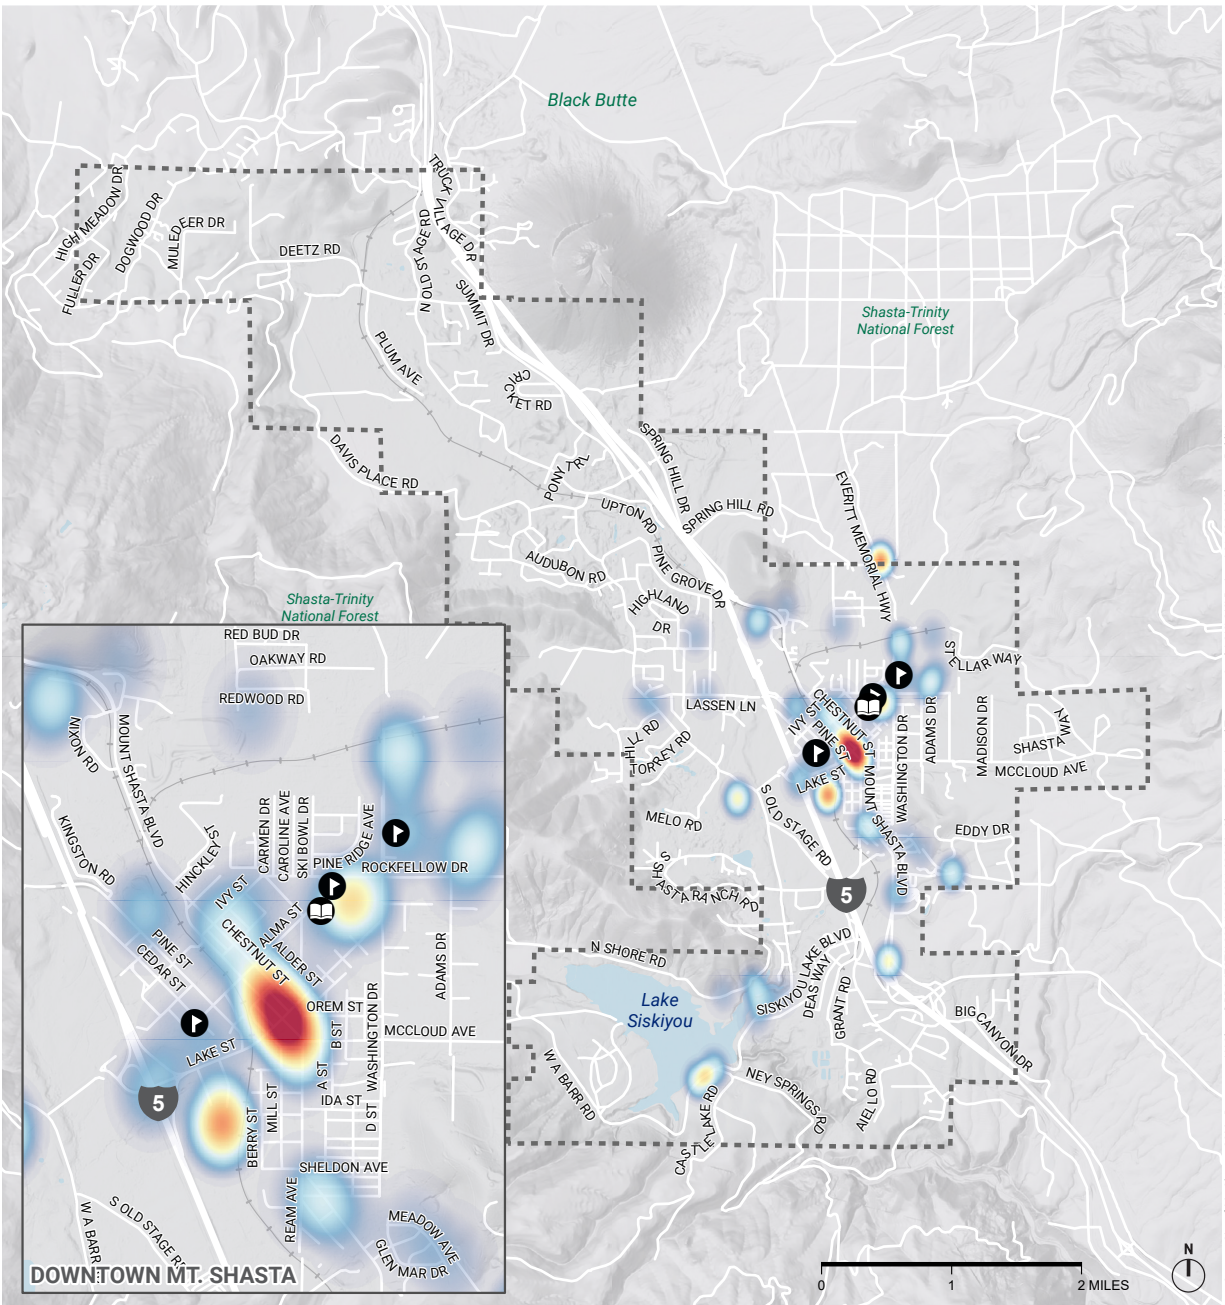 Black Butte
TRUCK VILLAGE DR
HIGH MEADOW DR
DOGWOOD DR
MULEDEER DR
FULLER DR
DEETZ RD
N OLD STAGE RD
SUMMIT DR
Shasta-Trinity
National Forest
PLUM AVE
CRICKET RD
DAVIS PLACE RD
PONY TRL
SPRING HILL DR
SPRING HILL RD
UPTON RD
EVERITT MEMORIAL HWY
AUDUBON RD
PINE GROVE DR
HIGHLAND
DR
Shasta-Trinity
National Forest
STELLAR WAY
LASSEN LN
CHESTNUT ST
IVY ST
PINE ST
LAKE ST
HILL RD
TORREY RD
WASHINGTON DR
ADAMS DR
MADISON DR
SHASTA WAY
MCCLOUD AVE
MOUNT SHASTA BLVD
MELO RD
S OLD STAGE RD
EDDY DR
SHASTA RANCH RD
5
N SHORE RD
Lake
Siskiyou
SISKIYOU LAKE BLVD
DEAS WAY
GRANT RD
BIG CANYON DR
W A BARR RD
NEY SPRINGS RD
AIELLO RD
CASTLE LAKE RD
RED BUD DR
OAKWAY RD
REDWOOD RD
NIXON RD
MOUNT SHASTA BLVD
KINGSTON RD
HINCKLEY ST
CARMEN DR
CAROLINE AVE
SKI BOWL DR
PINE RIDGE AVE
ROCKFELLOW DR
IVY ST
ALMA ST
CHESTNUT ST
ALDER ST
PINE ST
CEDAR ST
ADAMS DR
OREM ST
B ST
WASHINGTON DR
MCCLOUD AVE
LAKE ST
A ST
5
MILL ST
IDA ST
D ST
BERRY ST
SHELDON AVE
REAM AVE
MEADOW AVE
GLEN MAR DR
S OLD STAGE RD
W A BARR
DOWNTOWN MT. SHASTA
N
0 1 2 MILES